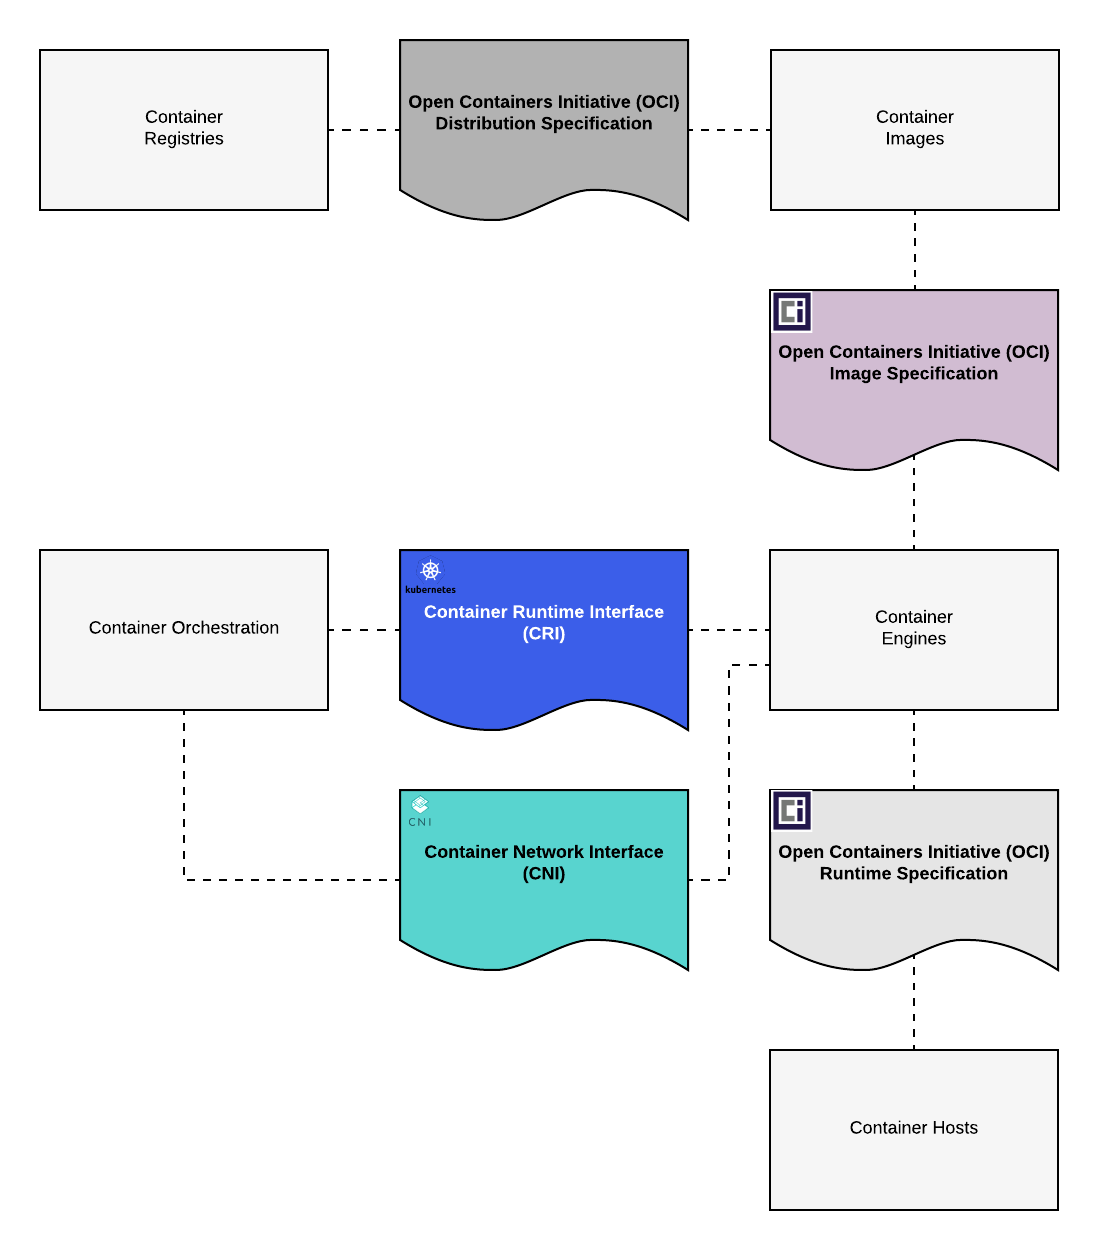 Container
Registries
Open Containers Initiative (OCI)
Distribution Specification
Container
Images
Ci
Open Containers Initiative (OCI)
Image Specification
Container Orchestration
kubernetes
Container Runtime Interface
(CRI)
Container
Engines
CNI
Container Network Interface
(CNI)
Ci
Open Containers Initiative (OCI)
Runtime Specification
Container Hosts